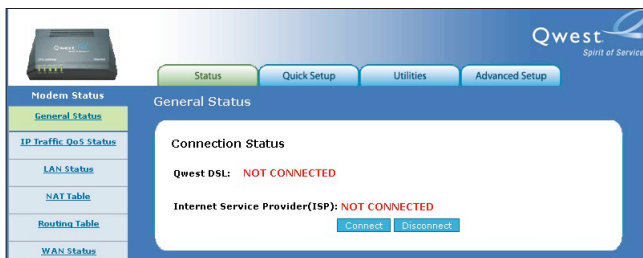 Qwest
Qwest
Spirit of Service
Status
Quick Setup
Utilities
Advanced Setup
Modem Status
General Status
General Status
IP Traffic QoS Status
LAN Status
NAT Table
Routing Table
WAN Status
Connection Status
Qwest DSL: NOT CONNECTED
Internet Service Provider(ISP): NOT CONNECTED
Connect Disconnect